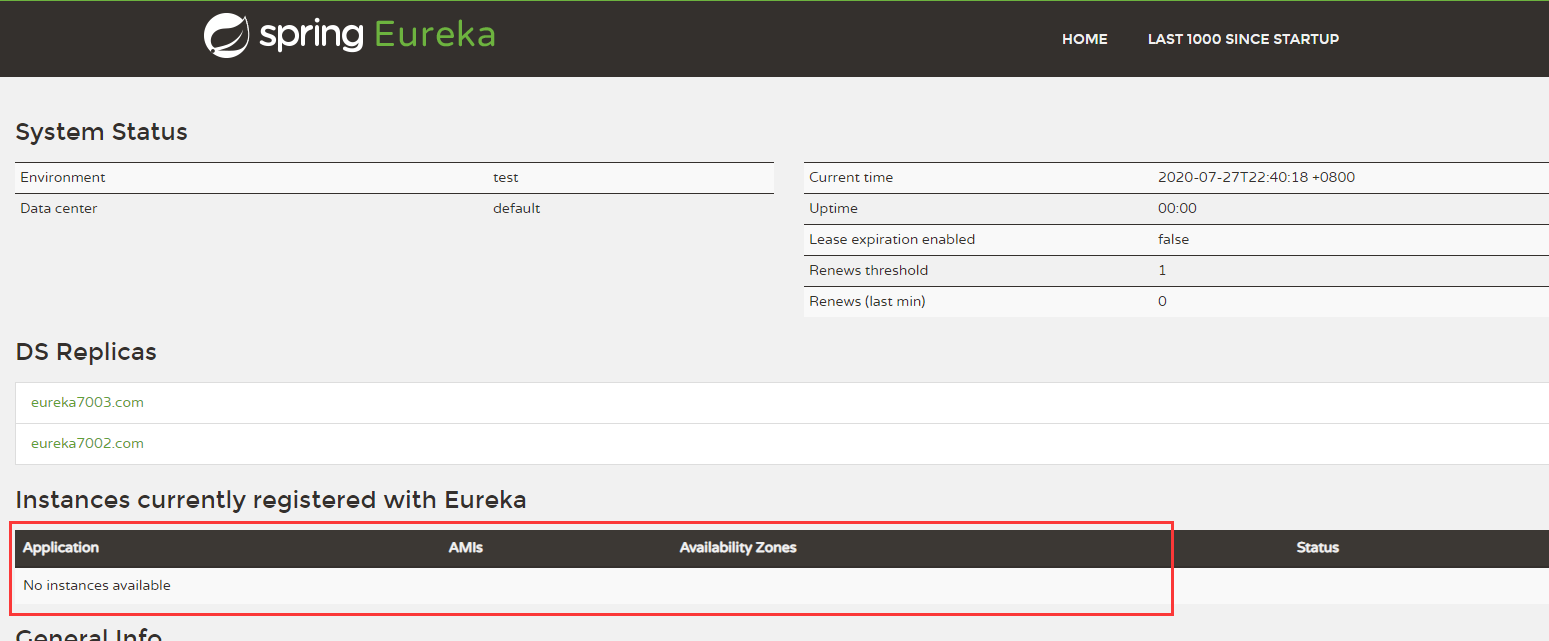 spring Eureka
HOME LAST 1000 SINCE STARTUP
System Status
Environment test
Data center default
Current time 2020-07-27T22:40:18 +0800
Uptime 00:00
Lease expiration enabled false
Renews threshold 1
Renews (last min) 0
DS Replicas
eureka7003.com
eureka7002.com
Instances currently registered with Eureka
Application AMIs Availability Zones Status
No instances available
General Info